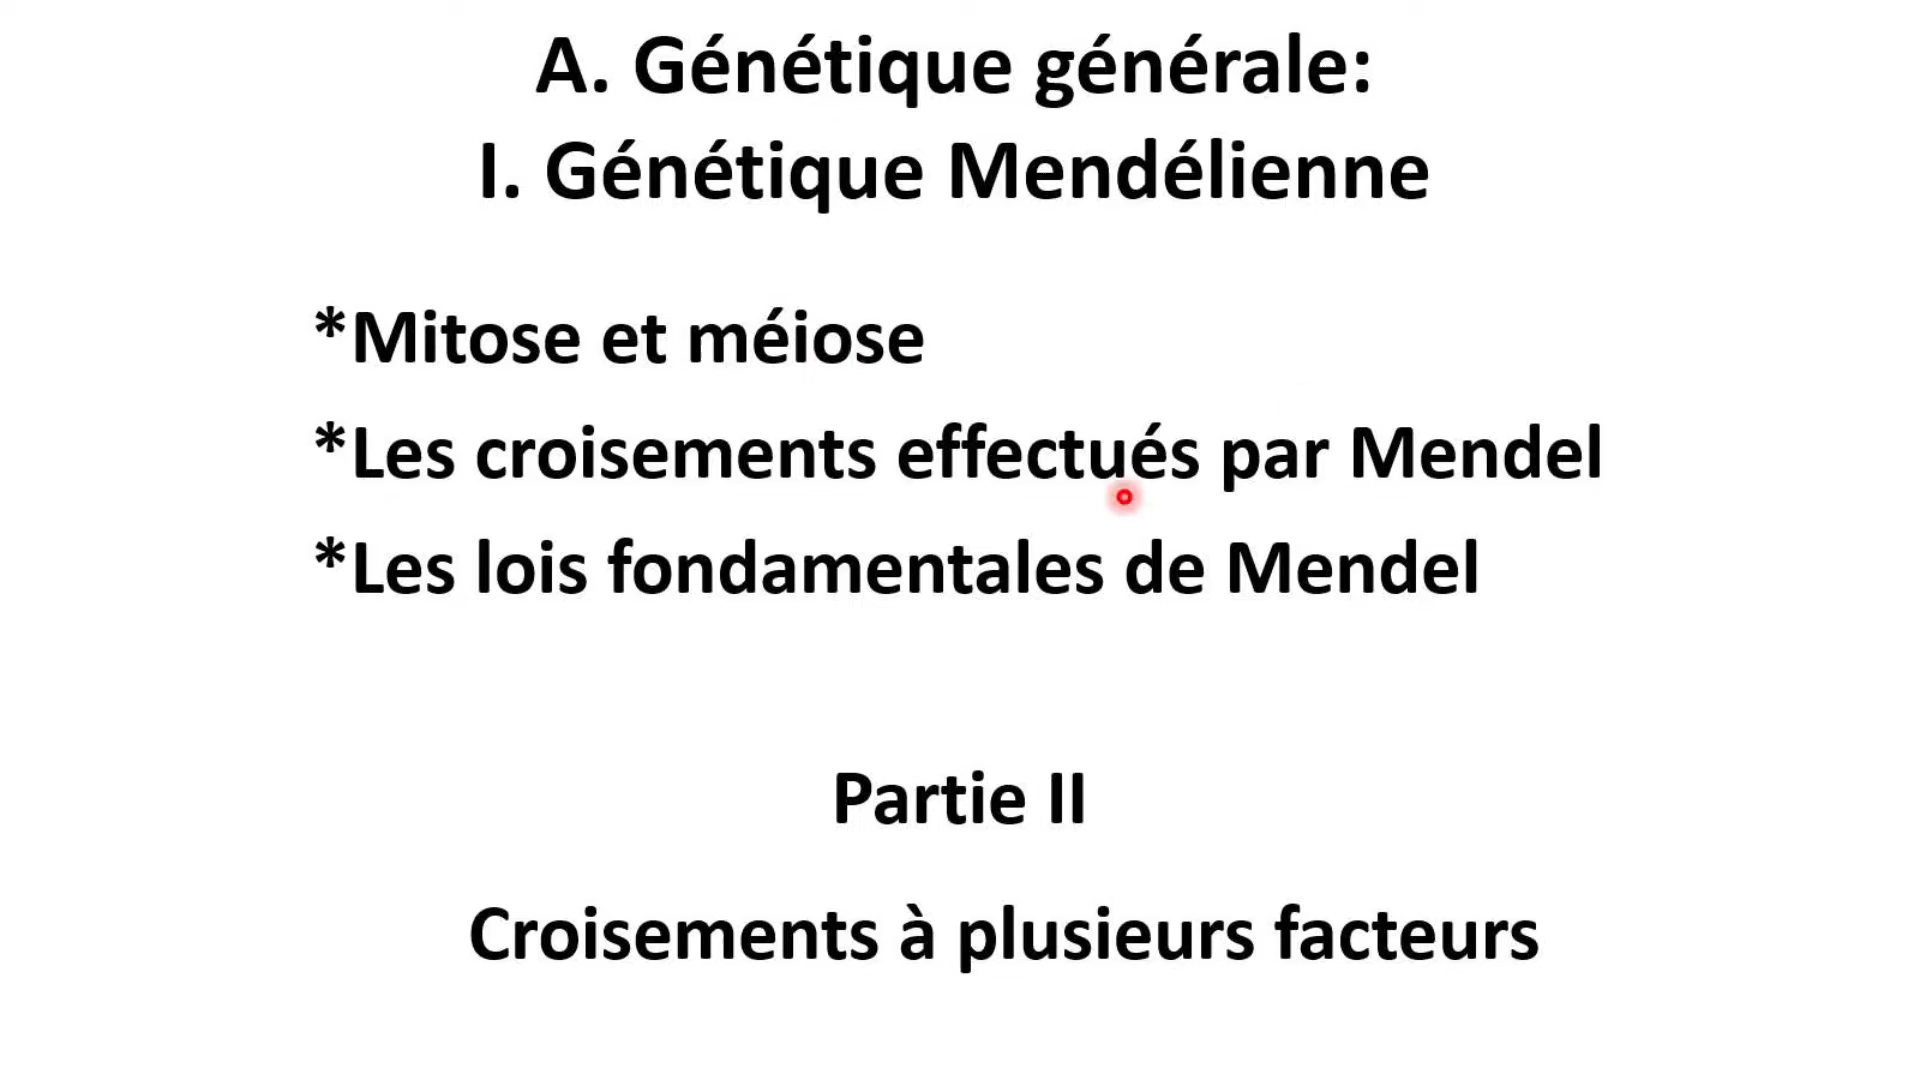 A. Génétique générale:
I. Génétique Mendélienne
*Mitose et méiose
*Les croisements effectués par Mendel
*Les lois fondamentales de Mendel
Partie II
Croisements à plusieurs facteurs